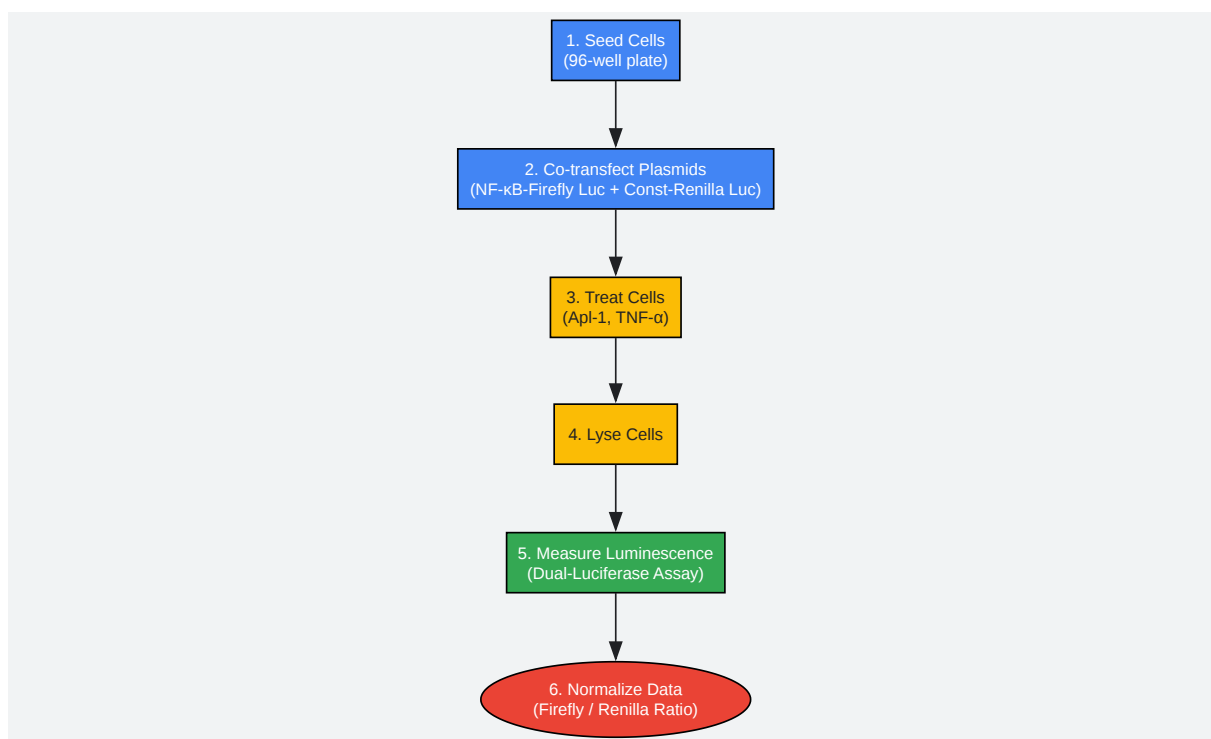 1. Seed Cells
(96-well plate)
2. Co-transfect Plasmids
(NF-κB-Firefly Luc + Const-Renilla Luc)
3. Treat Cells
(Apl-1, TNF-α)
4. Lyse Cells
5. Measure Luminescence
(Dual-Luciferase Assay)
6. Normalize Data
(Firefly / Renilla Ratio)